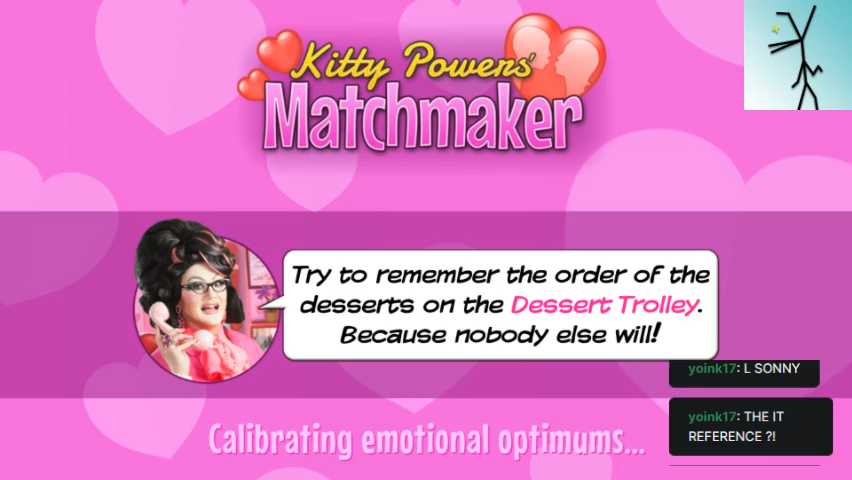 Kitty Powers'
Matchmaker
Try to remember the order of the
desserts on the Dessert Trolley.
Because nobody else will!
yoink17: L SONNY
yoink17: THE IT
REFERENCE ?!
Calibrating emotional optimums...